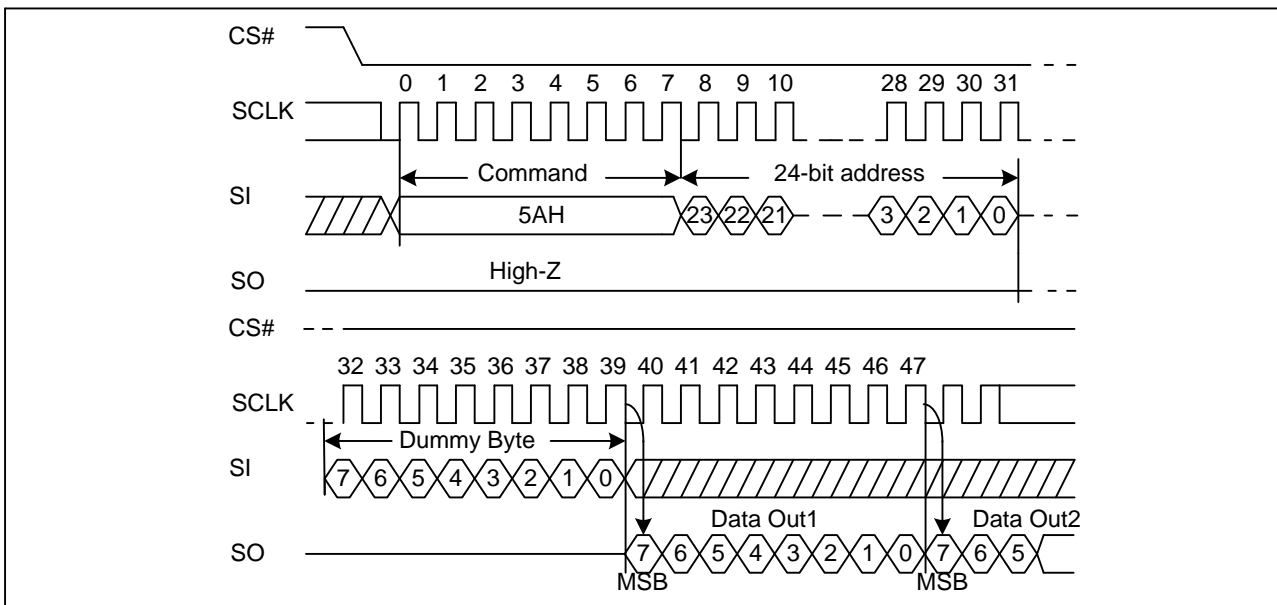 CS#
0 1 2 3 4 5 6 7 8 9 10 28 29 30 31
SCLK
Command 24-bit address
SI
5AH 23 22 21 3 2 1 0
High-Z
SO
CS#
32 33 34 35 36 37 38 39 40 41 42 43 44 45 46 47
SCLK
Dummy Byte
SI
7 6 5 4 3 2 1 0
Data Out1 Data Out2
SO
7 6 5 4 3 2 1 0 7 6 5
MSB MSB